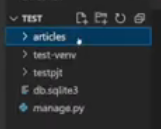 TEST
articles
test-venv
testpjt
db.sqlite3
manage.py